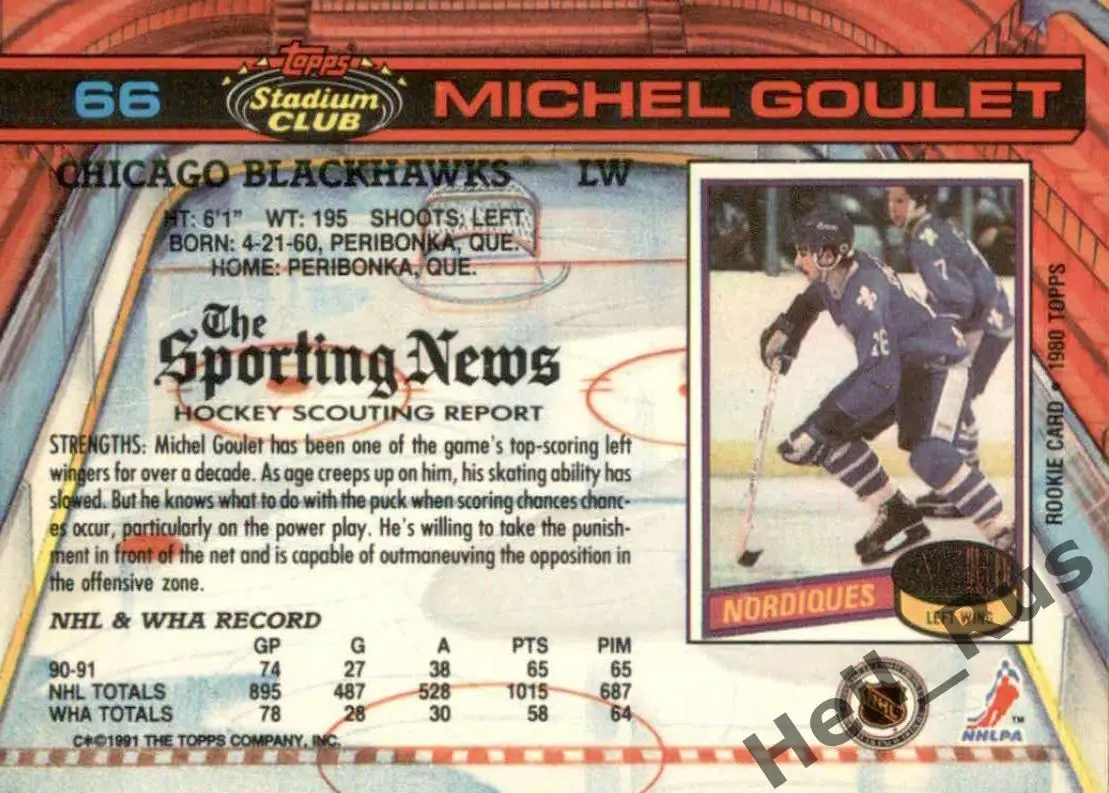 66
Topps
Stadium
CLUB
MICHEL GOULET
CHICAGO BLACKHAWKS® LW
HT: 6'1" WT: 195 SHOOTS: LEFT
BORN: 4-21-60, PERIBONKA, QUE.
HOME: PERIBONKA, QUE.
The
Sporting News
HOCKEY SCOUTING REPORT
STRENGTHS: Michel Goulet has been one of the game's top-scoring left
wingers for over a decade. As age creeps up on him, his skating ability has
slowed. But he knows what to do with the puck when scoring chances chanc-
es occur, particularly on the power play. He's willing to take the punish-
ment in front of the net and is capable of outmaneuving the opposition in
the offensive zone.
NHL & WHA RECORD
GP G A PTS PIM
90-91 74 27 38 65 65
NHL TOTALS 895 487 528 1015 687
WHA TOTALS 78 28 30 58 64
C*©1991 THE TOPPS COMPANY, INC.
7
16
NORDIQUES
LEFT WING
ROOKIE CARD • 1980 TOPPS
NHL
NHLPA
™
Hell_Rus